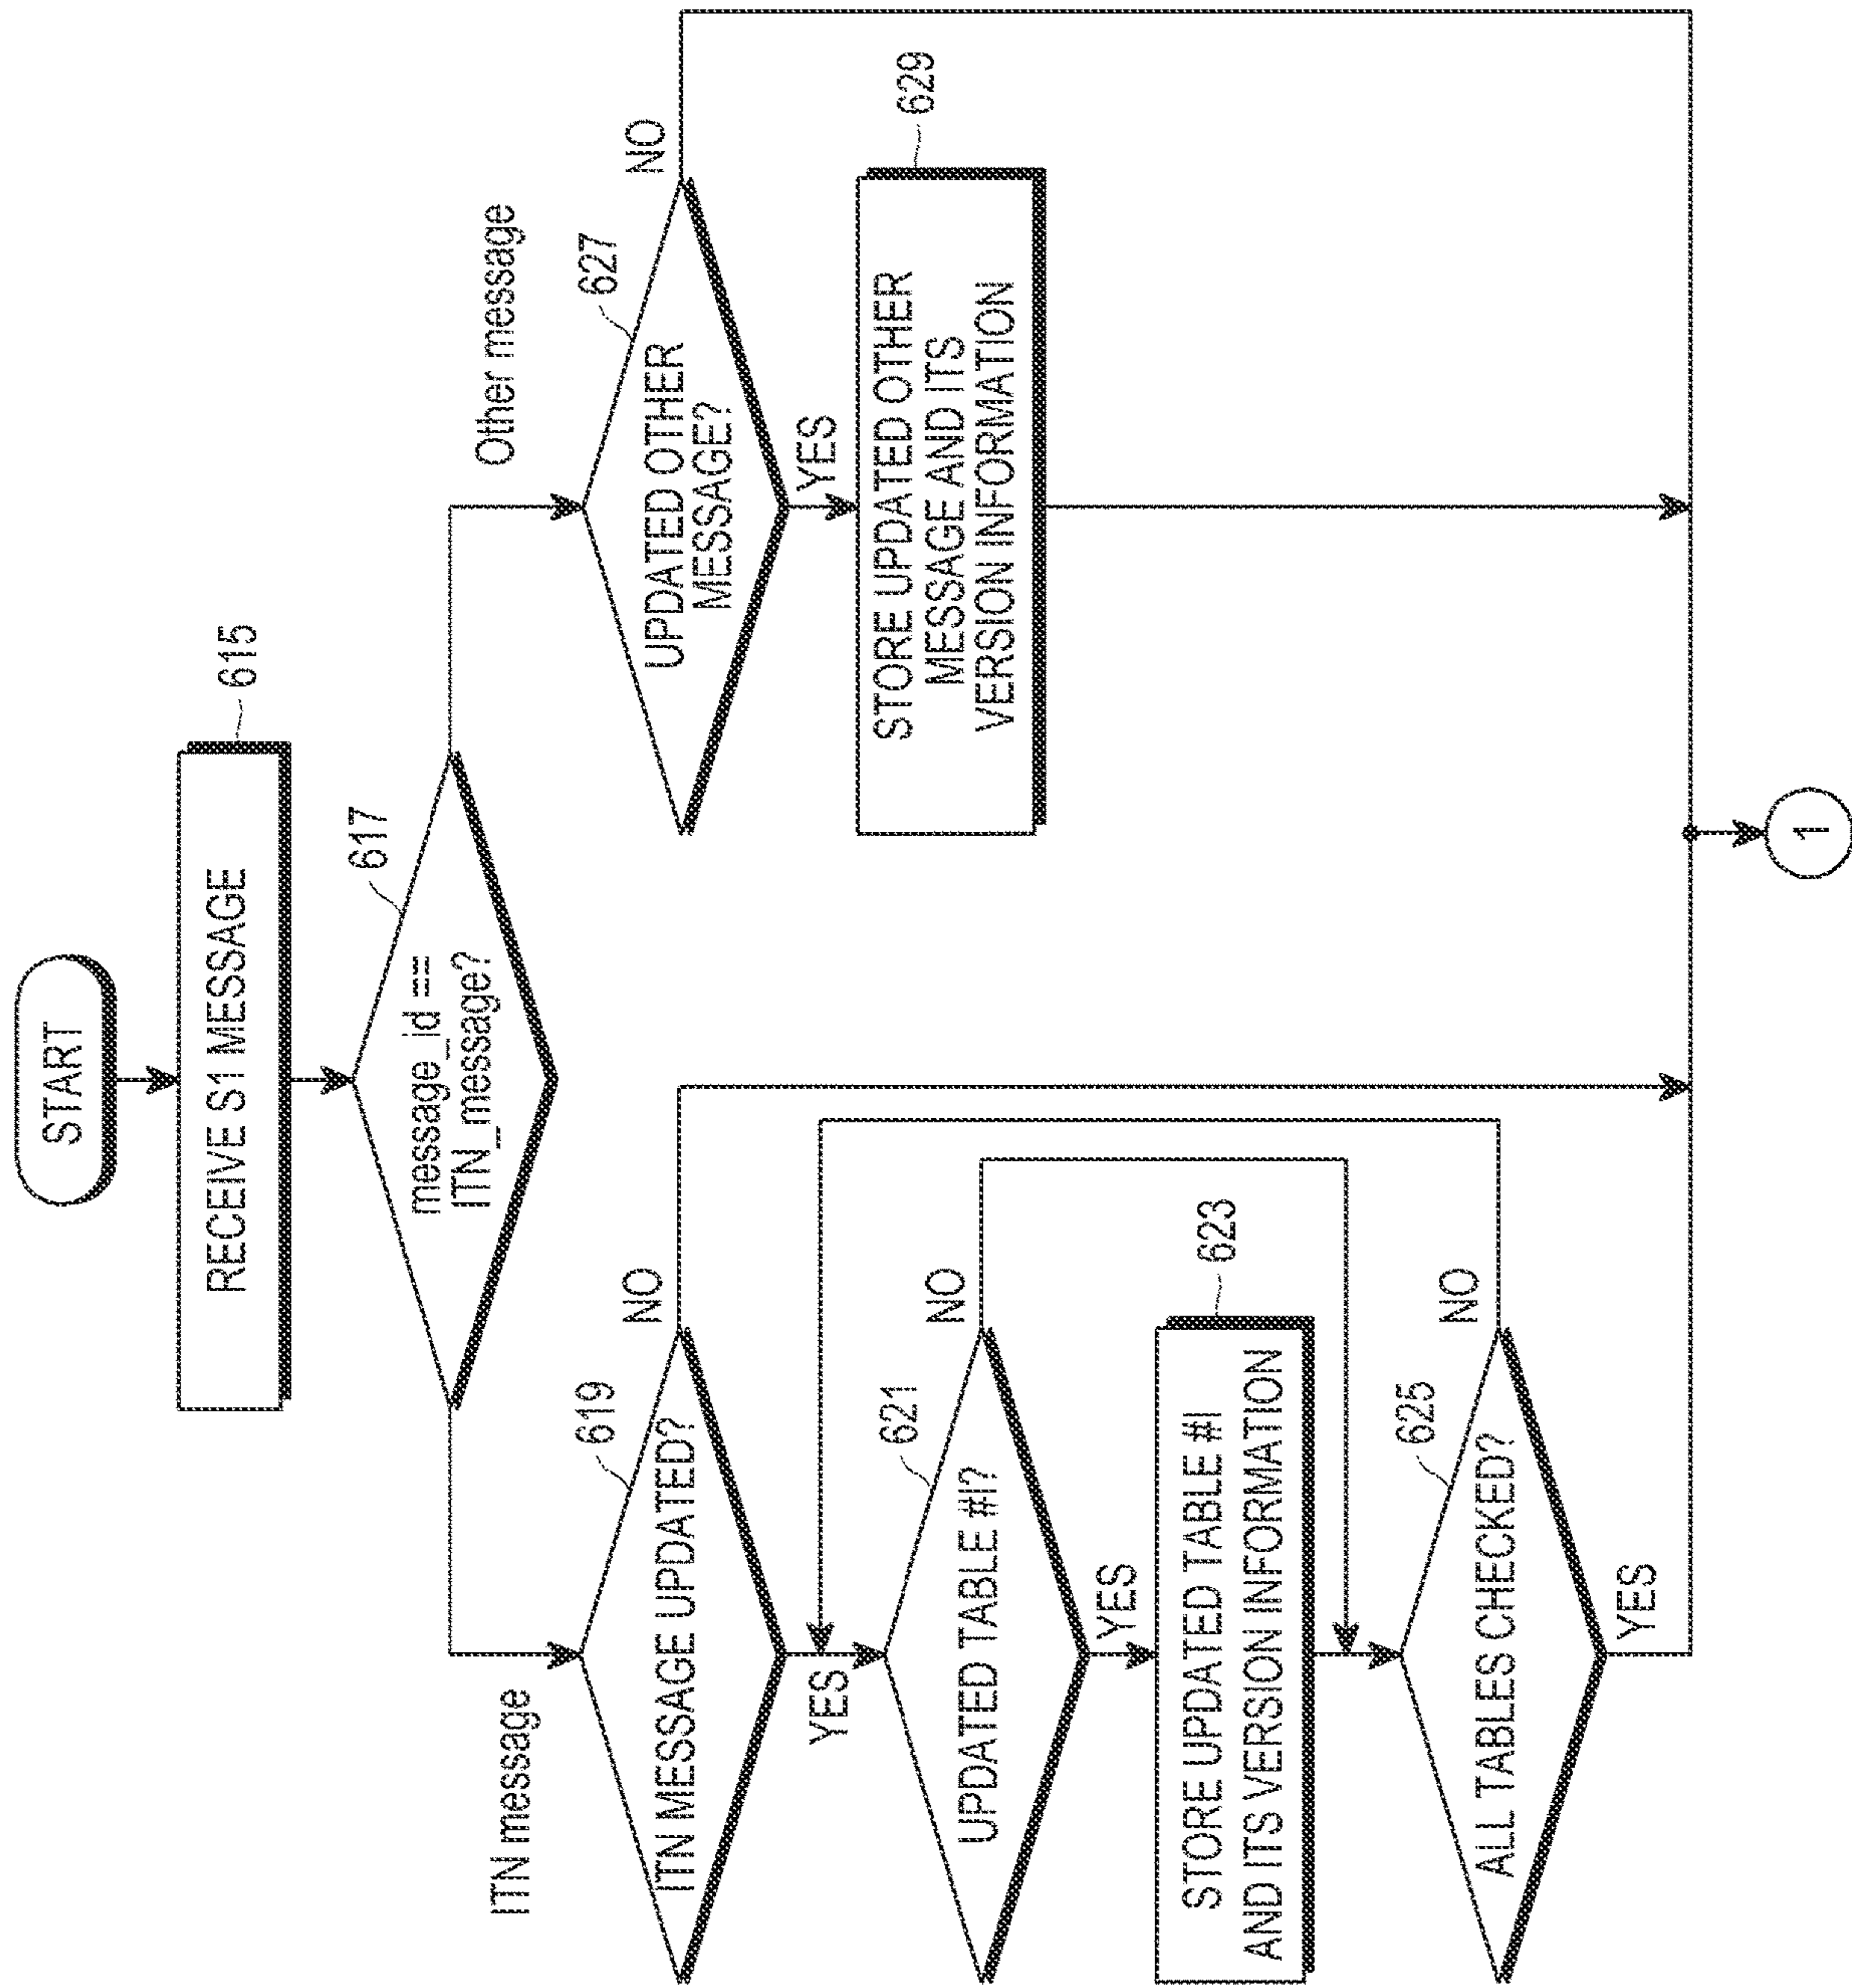 START
RECEIVE S1 MESSAGE
615
message_id ==
ITN_message?
617
ITN message
Other message
ITN MESSAGE UPDATED?
619
NO
YES
UPDATED TABLE #I?
621
NO
YES
STORE UPDATED TABLE #I
AND ITS VERSION INFORMATION
623
ALL TABLES CHECKED?
625
NO
YES
UPDATED OTHER
MESSAGE?
627
NO
YES
STORE UPDATED OTHER
MESSAGE AND ITS
VERSION INFORMATION
629
1